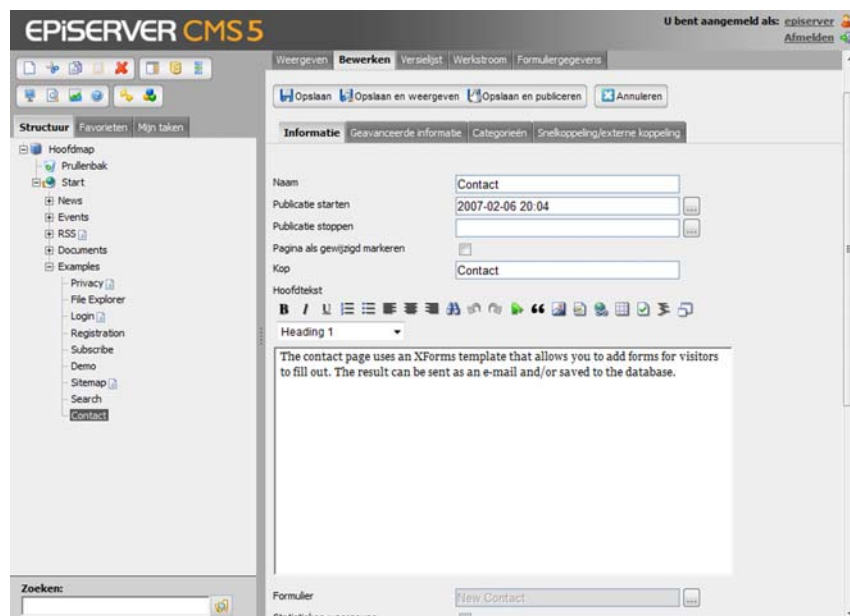 EPiSERVER CMS 5
U bent aangemeld als: episerver
Afmelden
Structuur Favorieten Mijn taken
Hoofdmap
Prullenbak
Start
News
Events
RSS
Documents
Examples
Privacy
File Explorer
Login
Registration
Subscribe
Demo
Sitemap
Search
Contact
Zoeken:
Weergeven Bewerken Versielijst Werkstroom Formuliergegevens
Opslaan Opslaan en weergeven Opslaan en publiceren Annuleren
Informatie Geavanceerde informatie Categorieën Snelkoppeling/externe koppeling
Naam Contact
Publicatie starten 2007-02-06 20:04 ...
Publicatie stoppen ...
Pagina als gewijzigd markeren
Kop Contact
Hoofdtekst
B I U
Heading 1
The contact page uses an XForms template that allows you to add forms for visitors
to fill out. The result can be sent as an e-mail and/or saved to the database.
Formulier New Contact ...